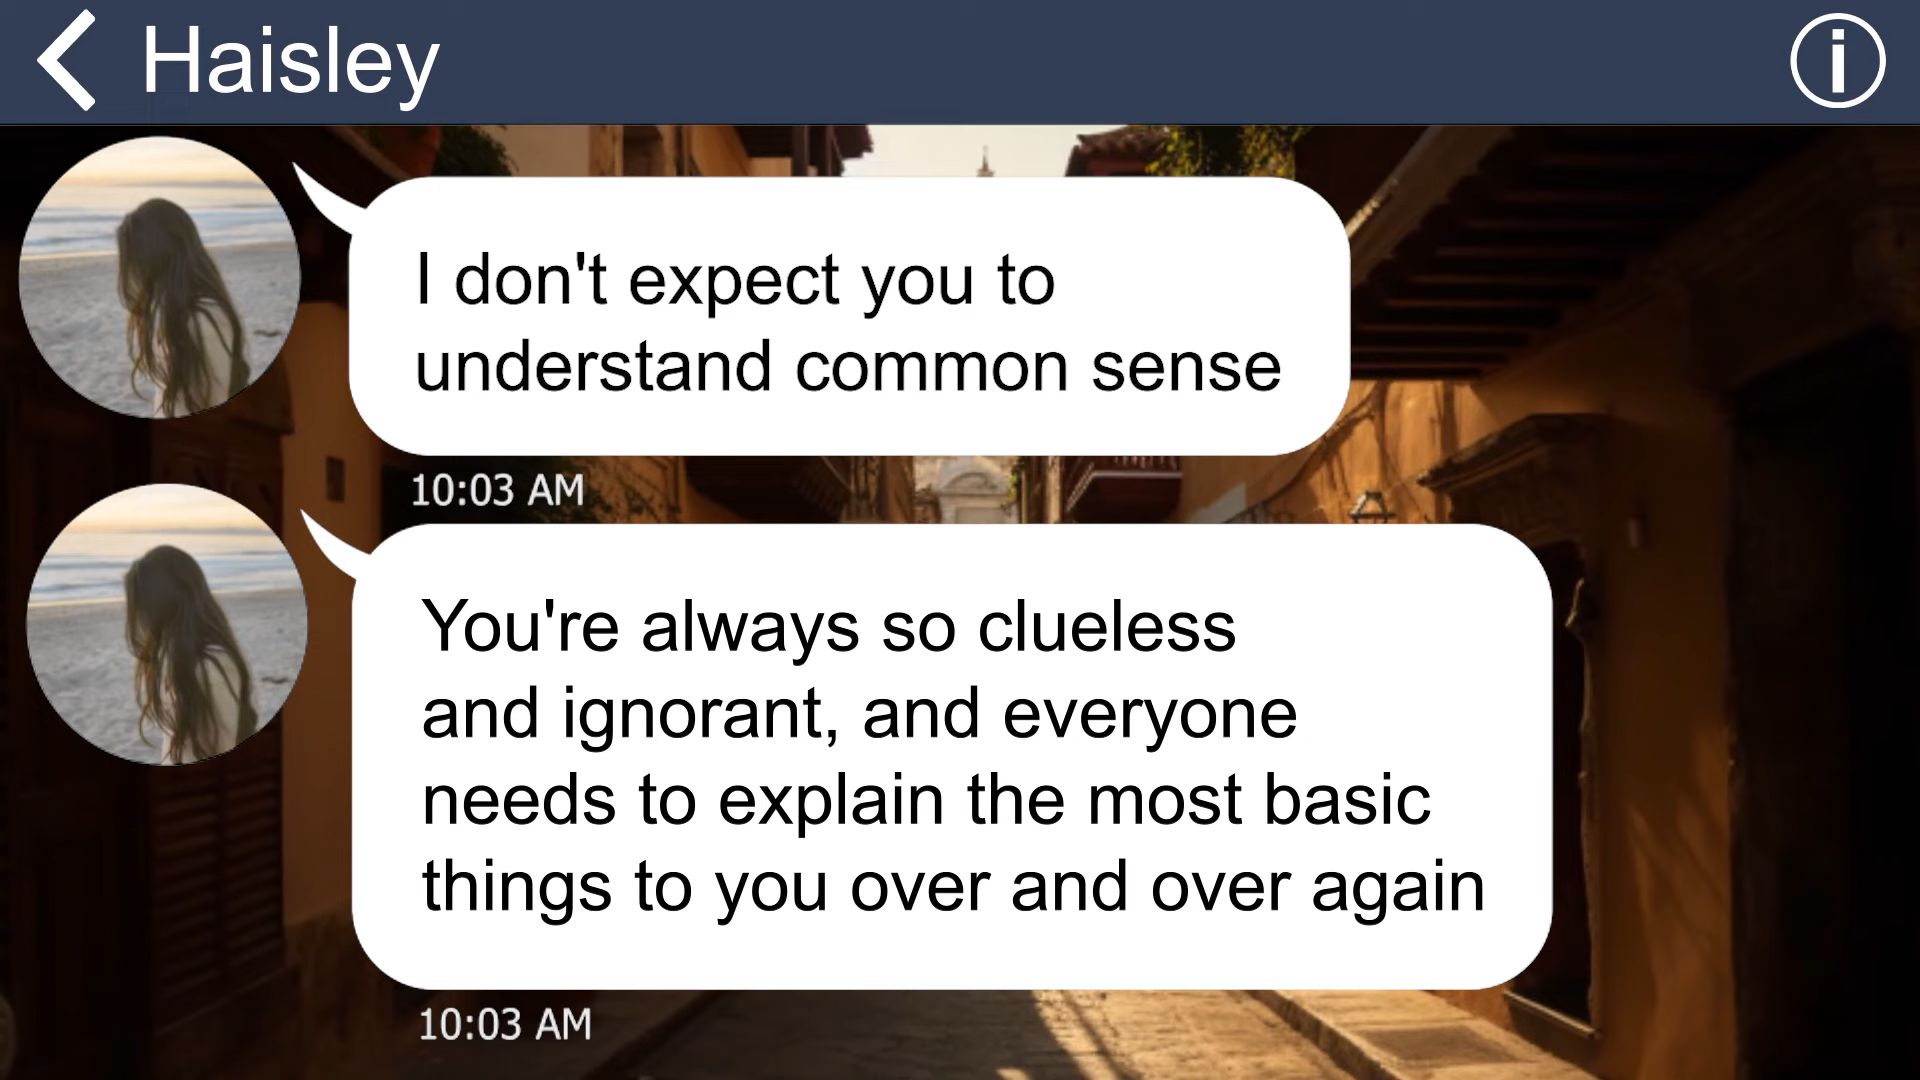 Haisley
I don't expect you to
understand common sense
10:03 AM
You're always so clueless
and ignorant, and everyone
needs to explain the most basic
things to you over and over again
10:03 AM